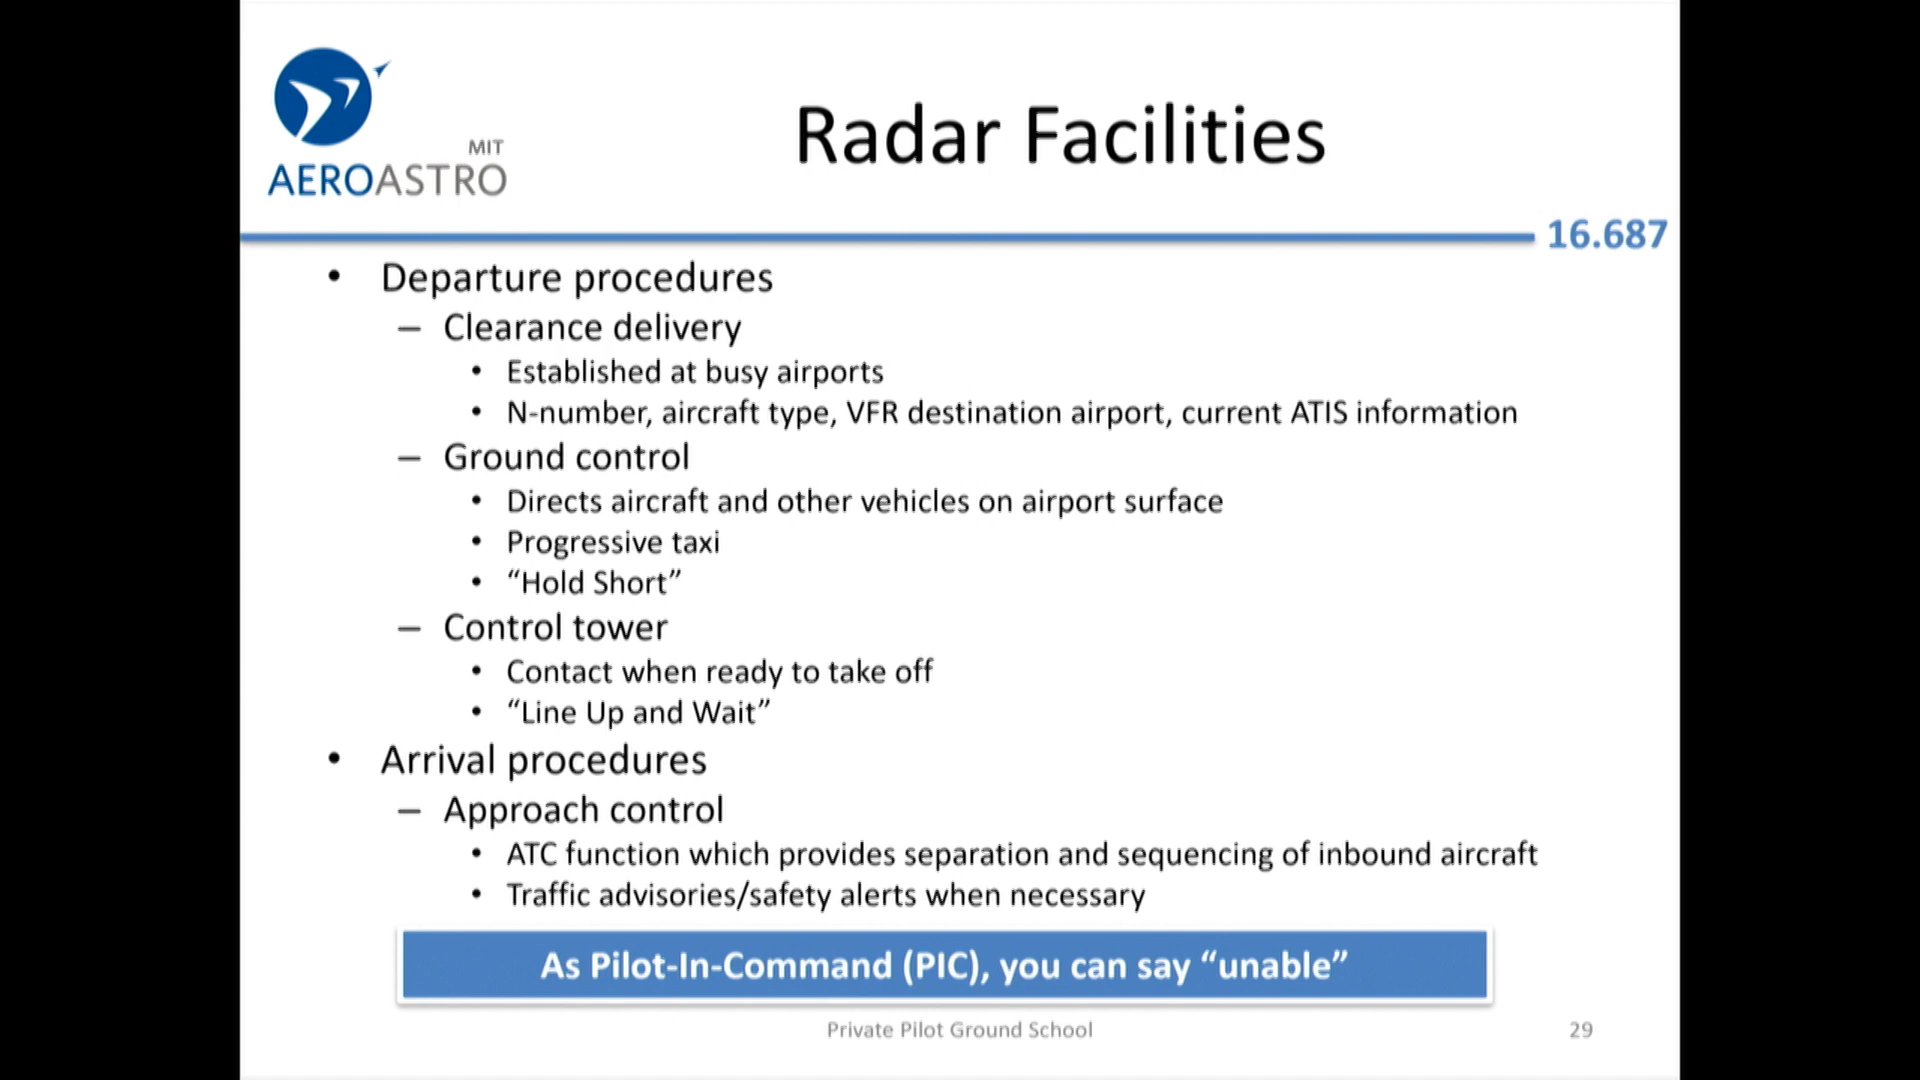 MIT
AEROASTRO
Radar Facilities
16.687
• Departure procedures
– Clearance delivery
• Established at busy airports
• N-number, aircraft type, VFR destination airport, current ATIS information
– Ground control
• Directs aircraft and other vehicles on airport surface
• Progressive taxi
• “Hold Short”
– Control tower
• Contact when ready to take off
• “Line Up and Wait”
• Arrival procedures
– Approach control
• ATC function which provides separation and sequencing of inbound aircraft
• Traffic advisories/safety alerts when necessary
As Pilot-In-Command (PIC), you can say “unable”
Private Pilot Ground School
29